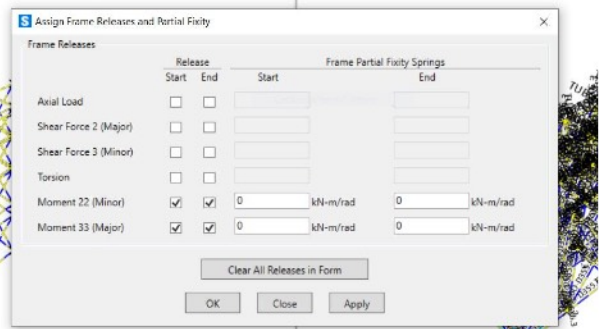 S Assign Frame Releases and Partial Fixity
Frame Releases
Release Frame Partial Fixity Springs
Start End Start End
Axial Load
Shear Force 2 (Major)
Shear Force 3 (Minor)
Torsion
Moment 22 (Minor) 0 kN-m/rad 0 kN-m/rad
Moment 33 (Major) 0 kN-m/rad 0 kN-m/rad
Clear All Releases in Form
OK Close Apply